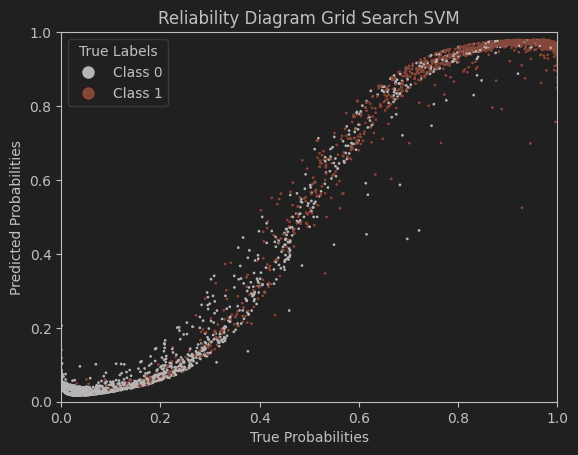 Reliability Diagram Grid Search SVM
1.0
0.8
0.6
0.4
0.2
0.0
Predicted Probabilities
True Labels
Class 0
Class 1
0.0 0.2 0.4 0.6 0.8 1.0
True Probabilities